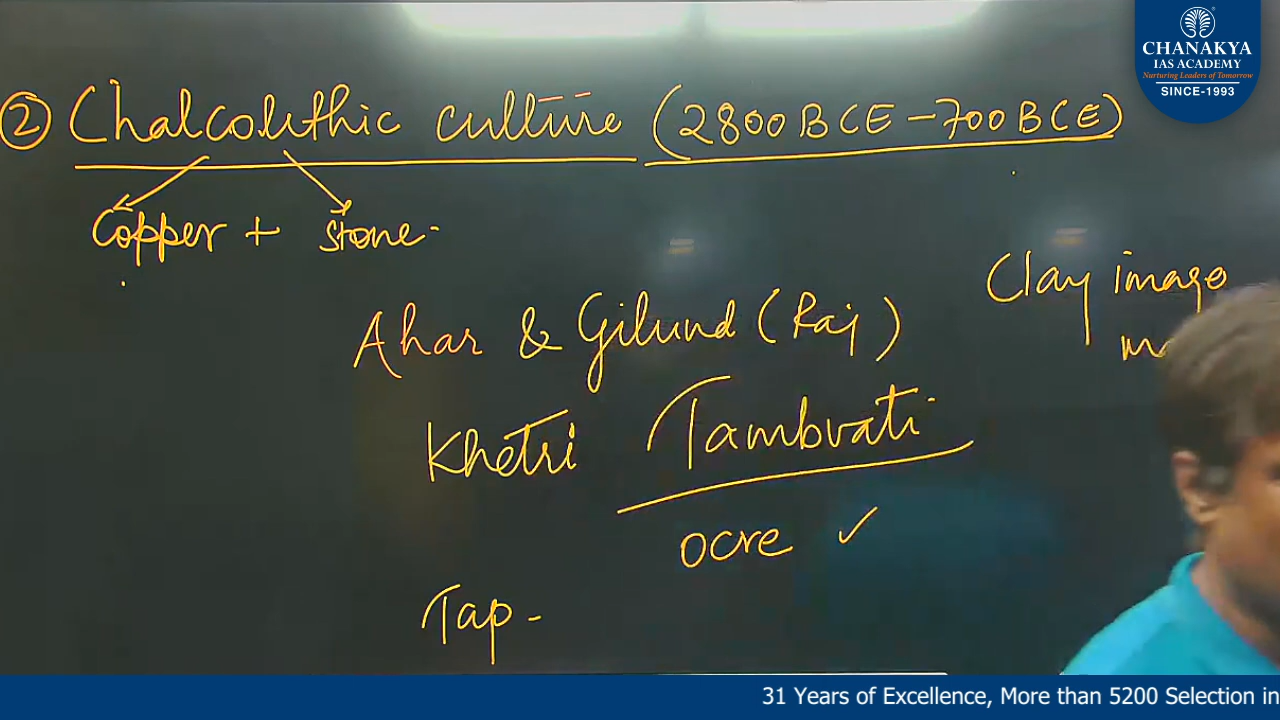 CHANAKYA
IAS ACADEMY
Nurturing Leaders of Tomorrow
SINCE-1993
② Chalcolithic culture (2800 BCE - 700 BCE)
Copper + stone
Clay image
Ahar & Gilund (Raj)
Khetri Tambvati
ocre ✓
Tap -
31 Years of Excellence, More than 5200 Selection in